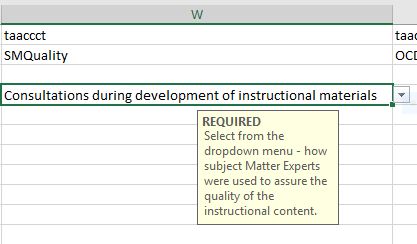 W
taaccct taac
SMQuality OCD
Consultations during development of instructional materials
REQUIRED
Select from the
dropdown menu - how
subject Matter Experts
were used to assure the
quality of the
instructional content.